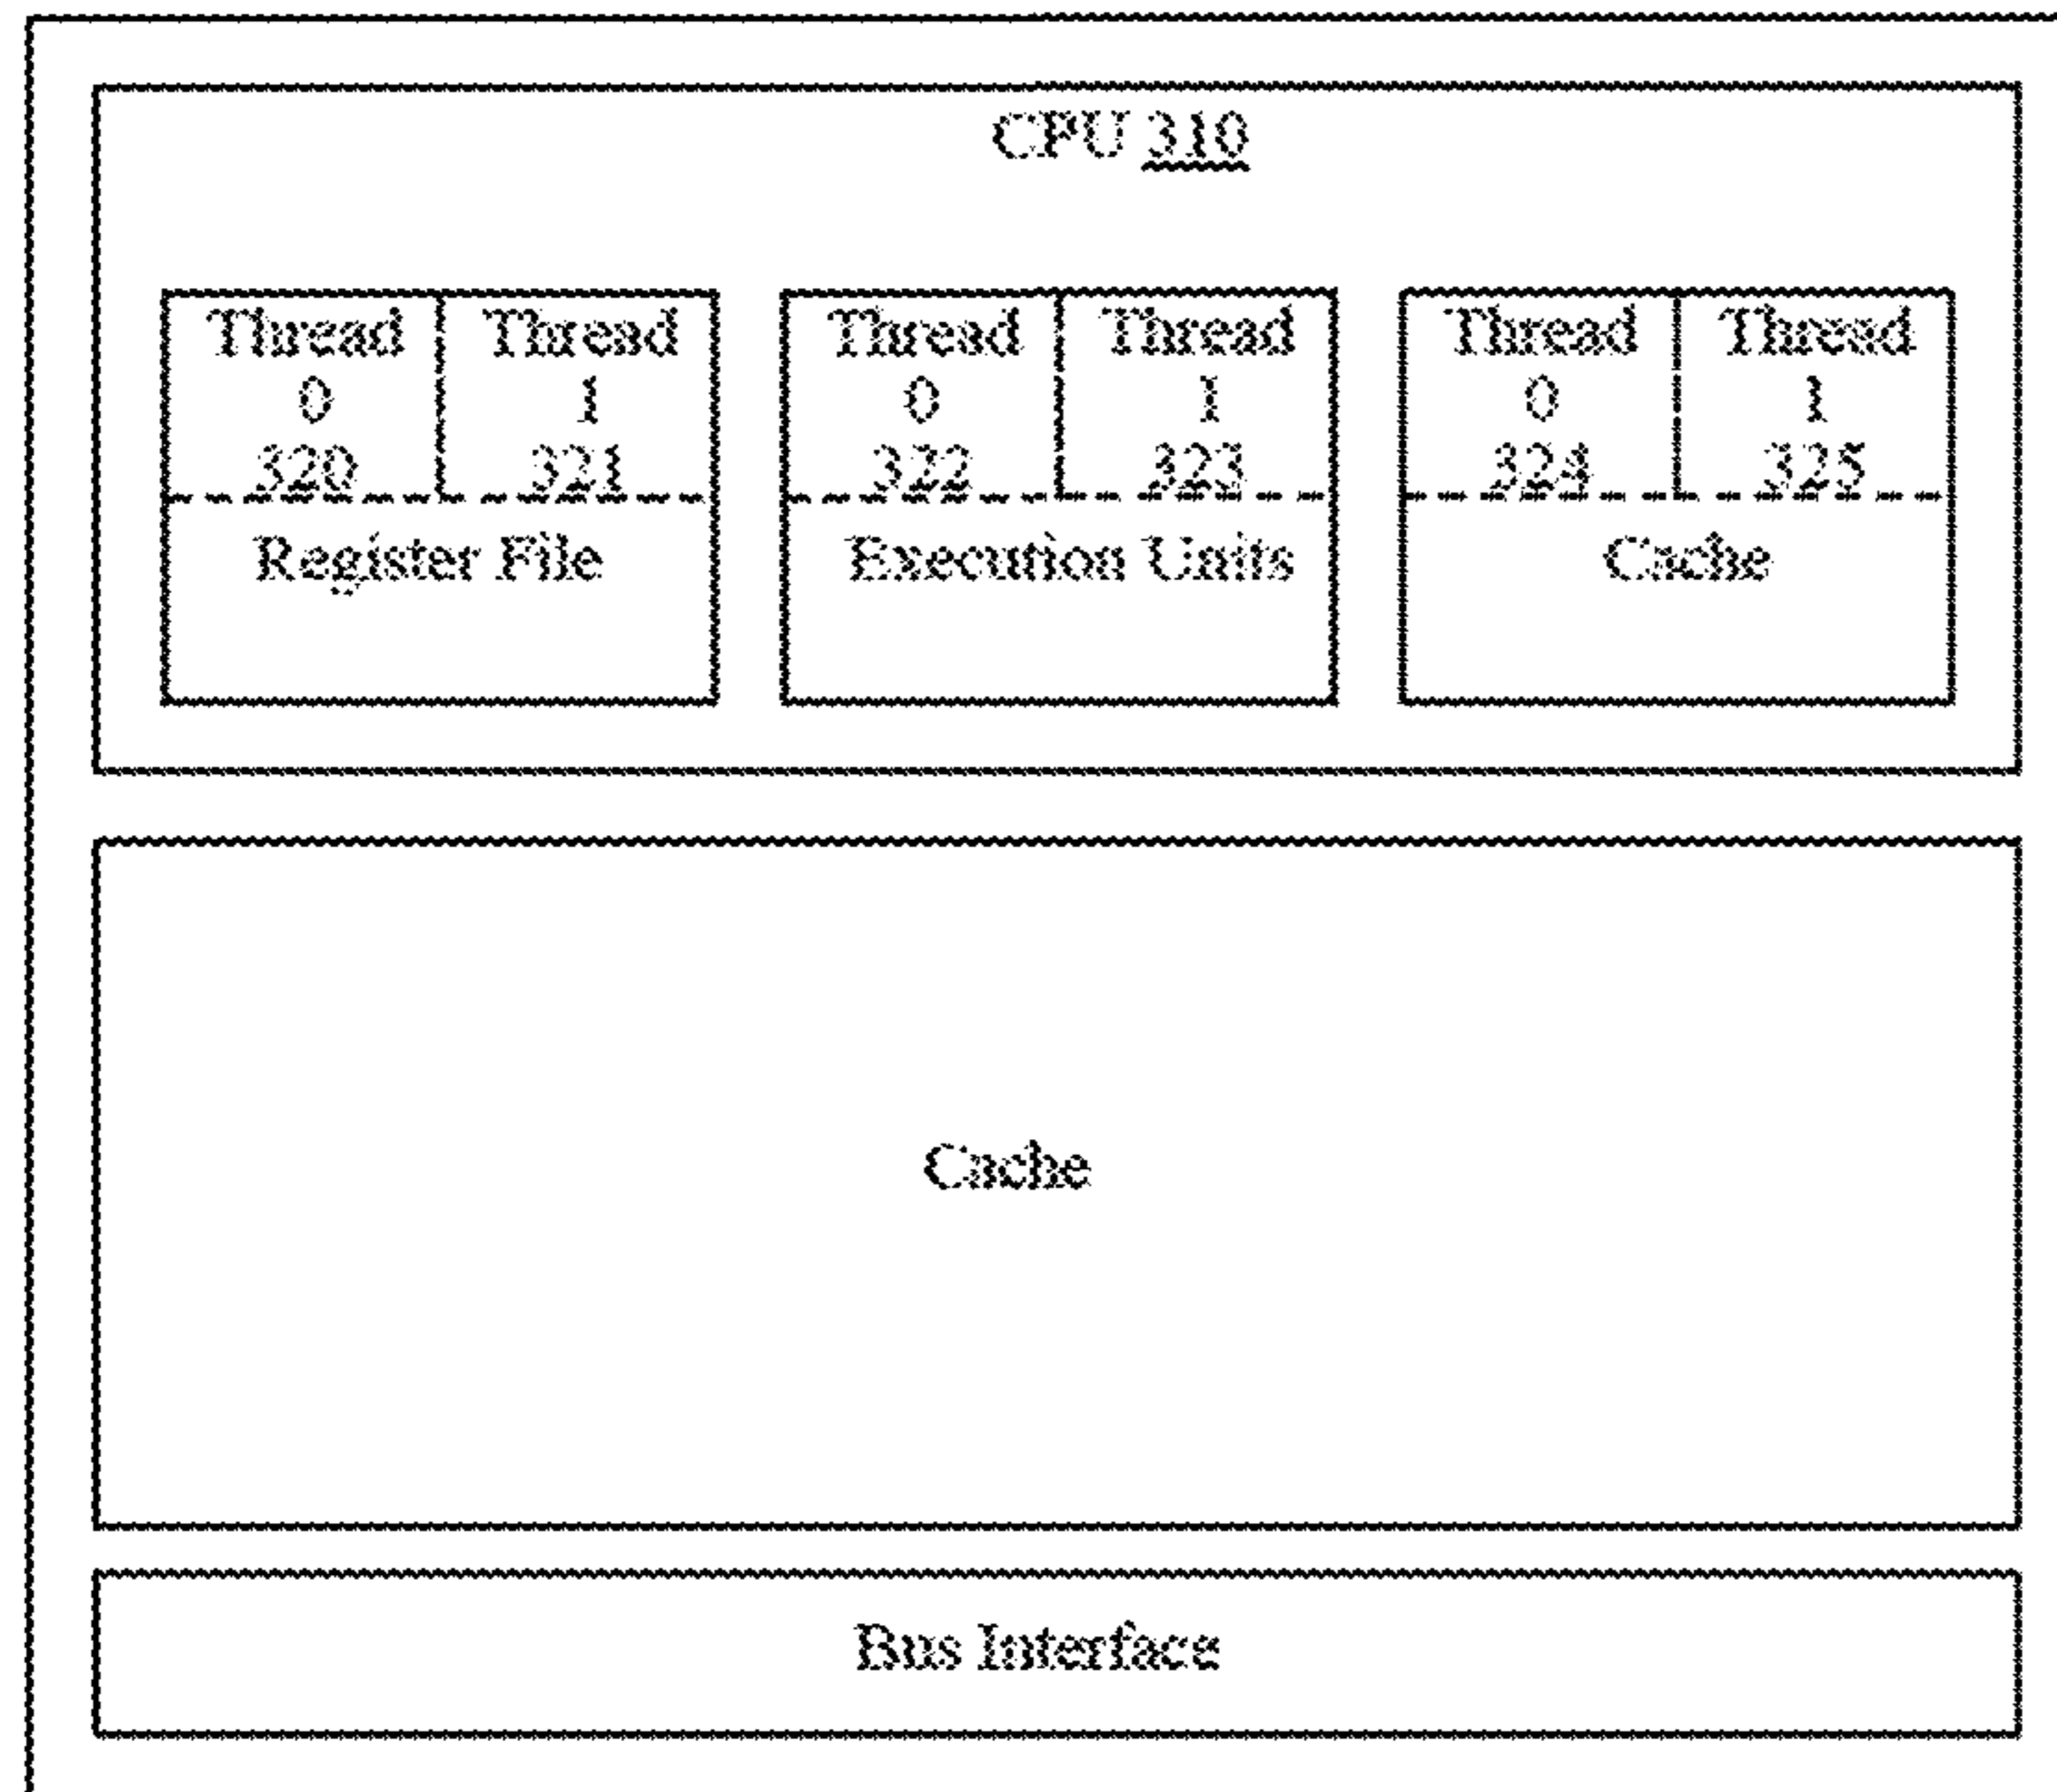 CPU 310
Thread Thread Thread Thread Thread Thread
0 1 0 1 0 1
320 321 322 323 324 325
Register File Execution Units Cache
Cache
Bus Interface